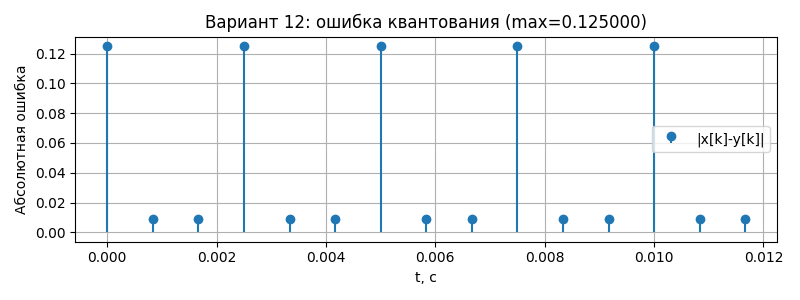 Вариант 12: ошибка квантования (max=0.125000)
Абсолютная ошибка
0.12
0.10
0.08
0.06
0.04
0.02
0.00
|x[k]-y[k]|
0.000 0.002 0.004 0.006 0.008 0.010 0.012
t, с